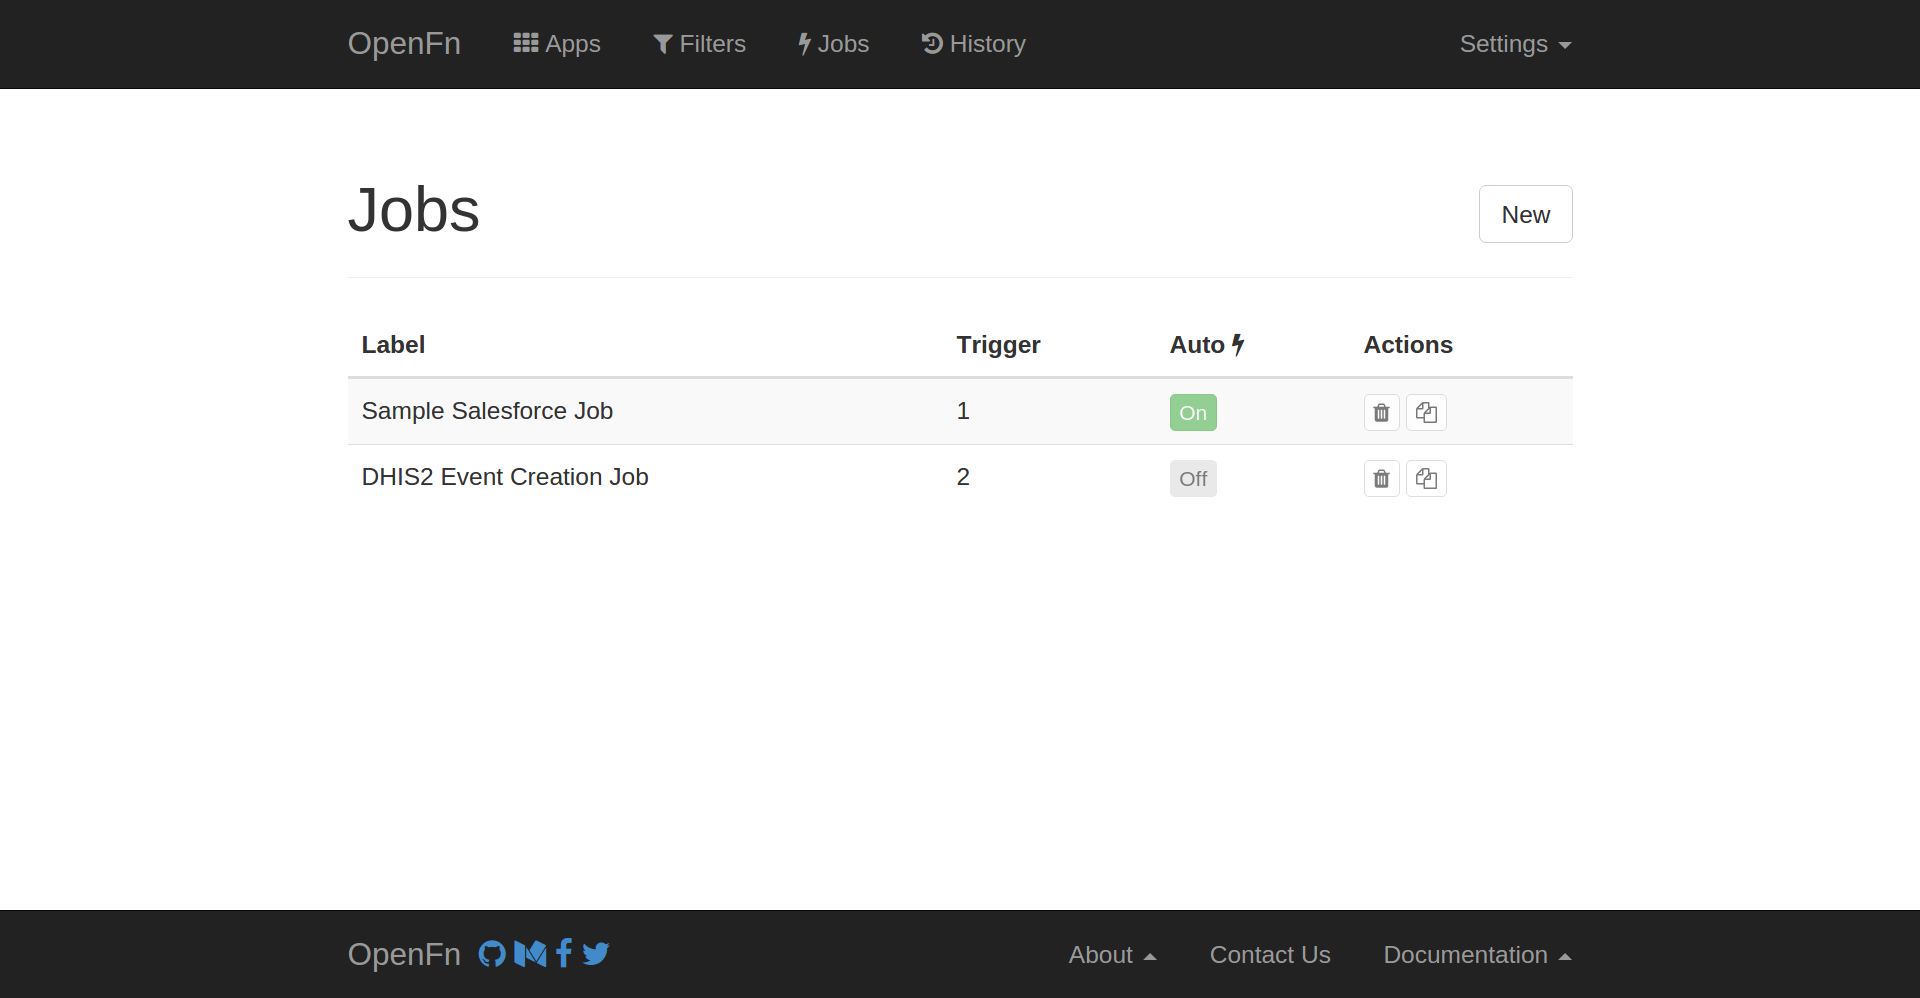 OpenFn Apps Filters Jobs History Settings
Jobs
New
Label Trigger Auto Actions
Sample Salesforce Job 1 On
DHIS2 Event Creation Job 2 Off
OpenFn About Contact Us Documentation